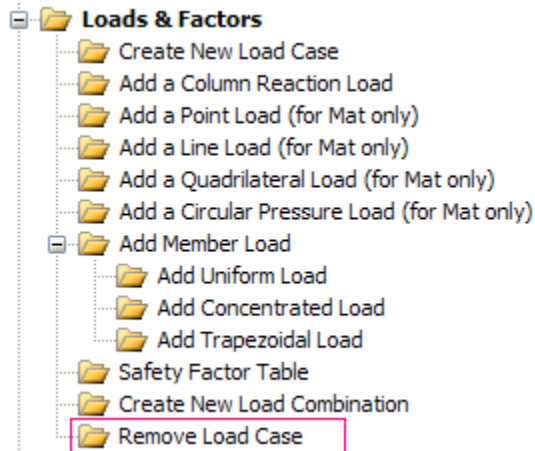 Loads & Factors
Create New Load Case
Add a Column Reaction Load
Add a Point Load (for Mat only)
Add a Line Load (for Mat only)
Add a Quadrilateral Load (for Mat only)
Add a Circular Pressure Load (for Mat only)
Add Member Load
Add Uniform Load
Add Concentrated Load
Add Trapezoidal Load
Safety Factor Table
Create New Load Combination
Remove Load Case